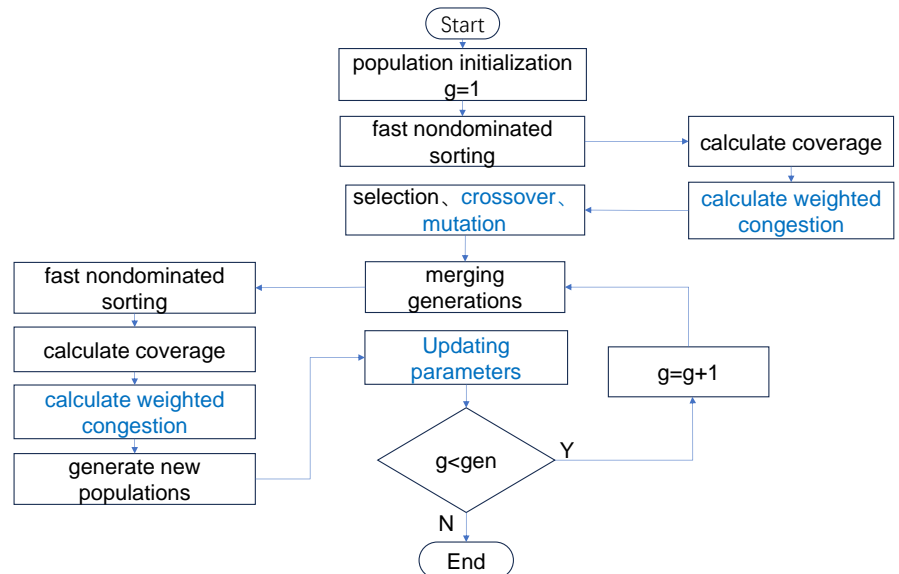 Start
population initialization
g=1
fast nondominated
sorting
calculate coverage
calculate weighted
congestion
selection、crossover、
mutation
merging
generations
fast nondominated
sorting
calculate coverage
calculate weighted
congestion
generate new
populations
Updating
parameters
g=g+1
g<gen
Y
N
End